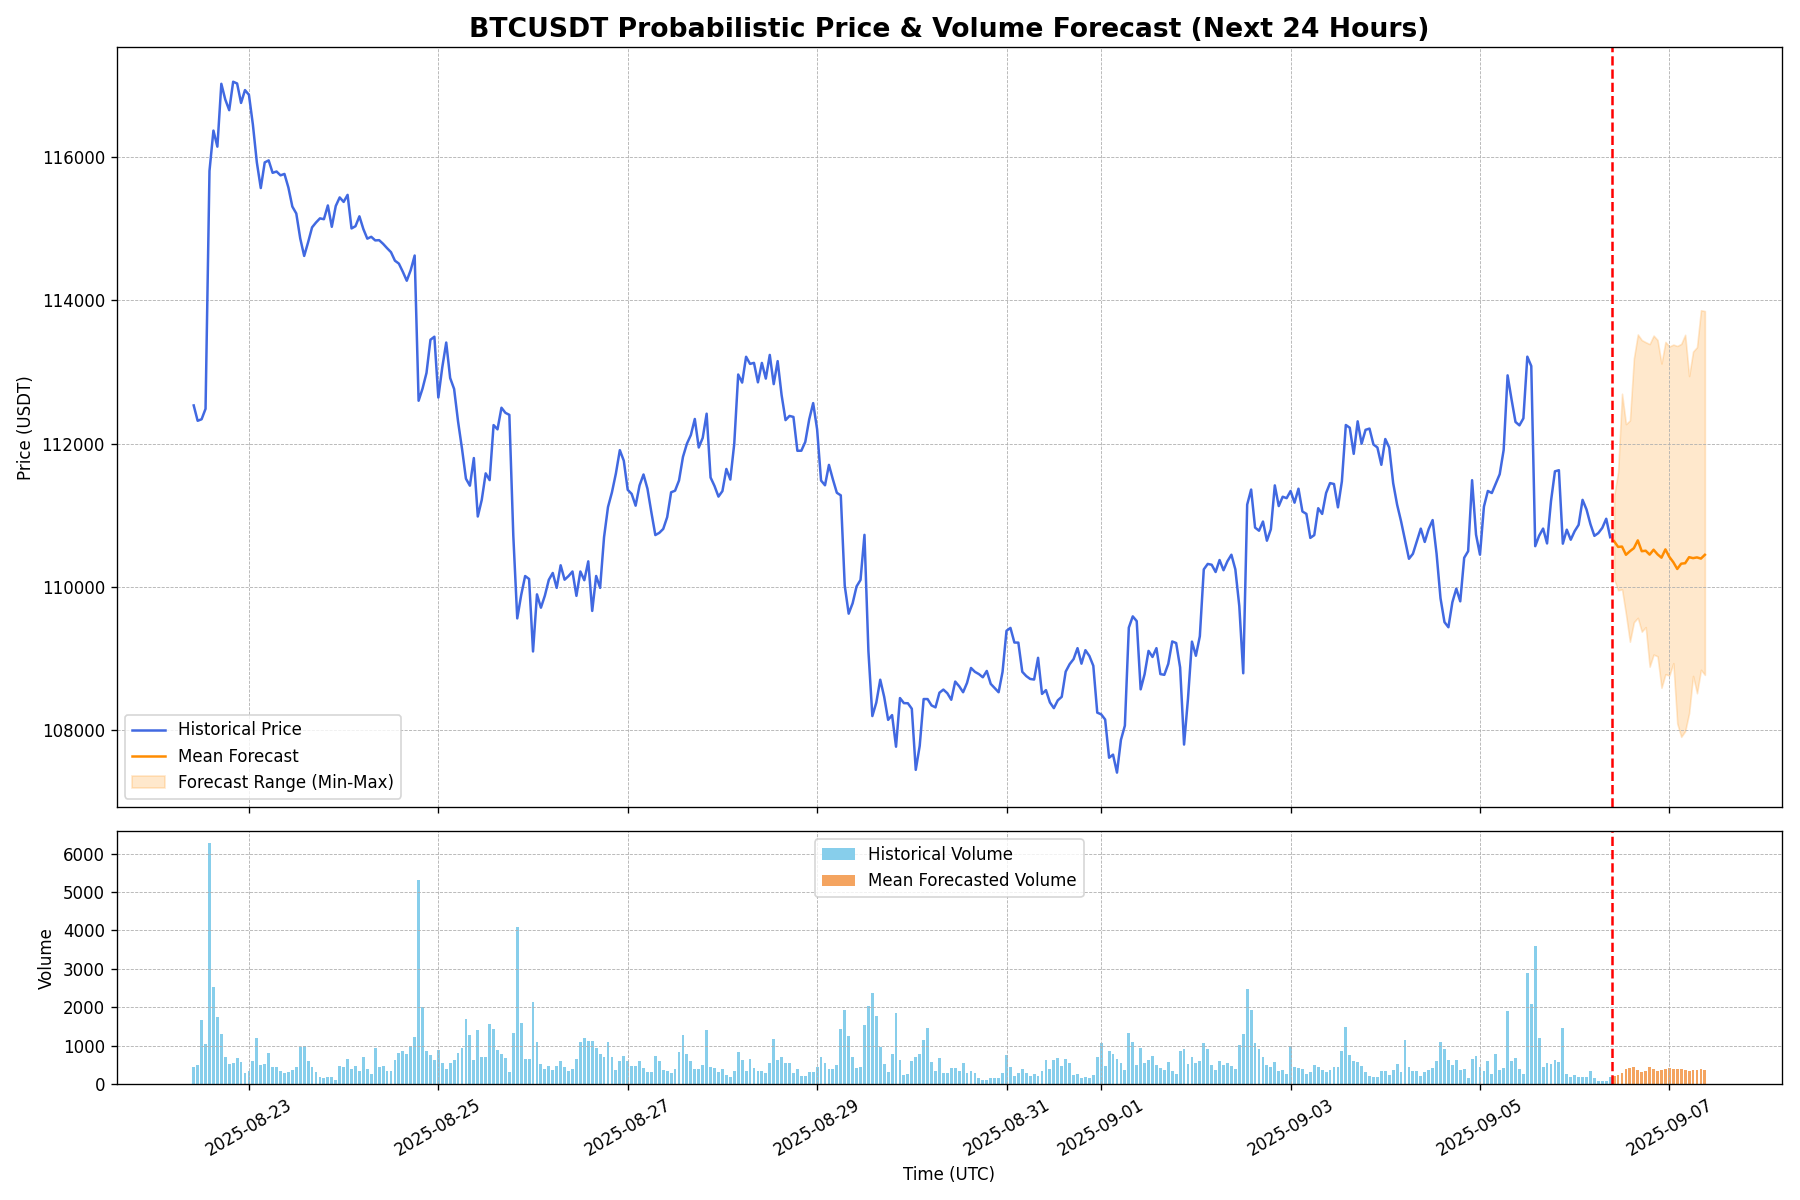 BTCUSDT Probabilistic Price & Volume Forecast (Next 24 Hours)
116000
114000
112000
110000
108000
Price (USDT)
Historical Price
Mean Forecast
Forecast Range (Min-Max)
6000
5000
4000
3000
2000
1000
0
Volume
Historical Volume
Mean Forecasted Volume
2025-08-23
2025-08-25
2025-08-27
2025-08-29
2025-08-31
2025-09-01
2025-09-03
2025-09-05
2025-09-07
Time (UTC)